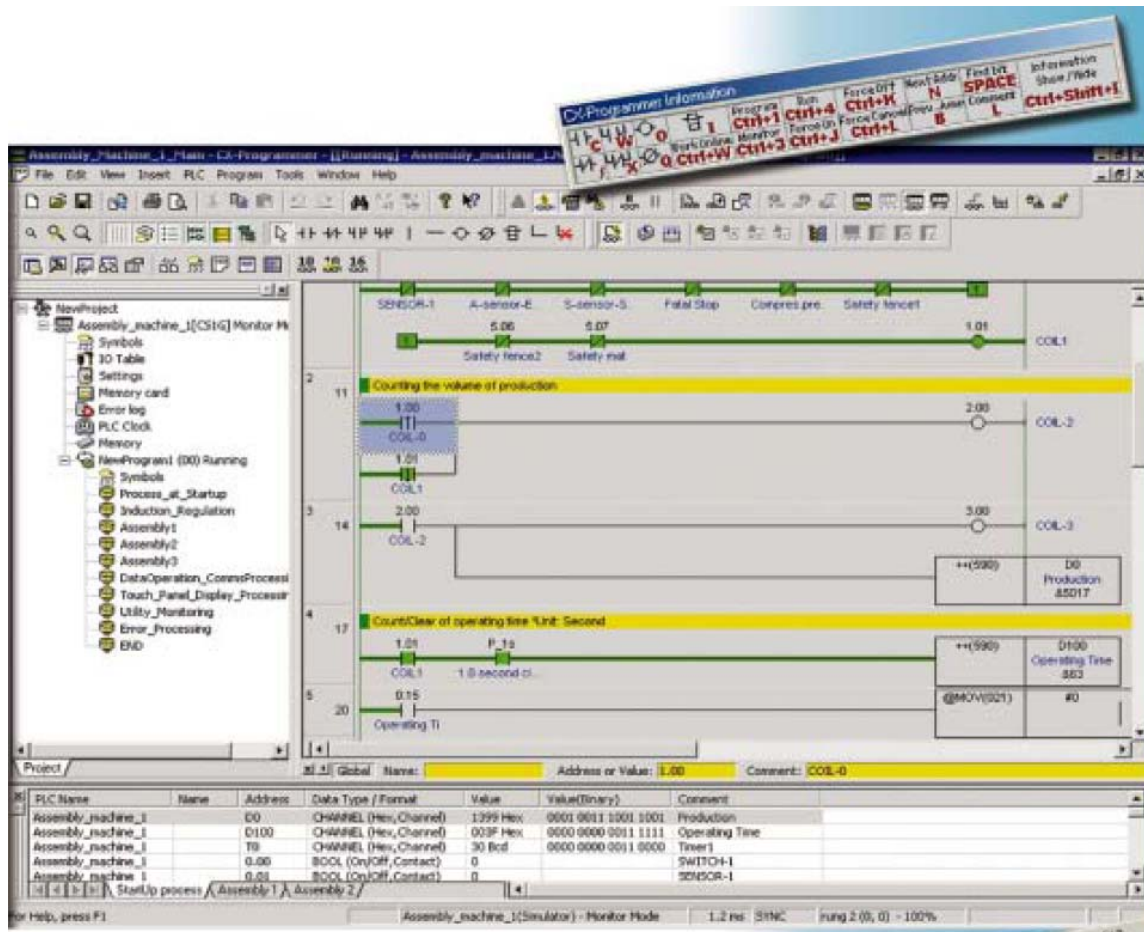 CX-Programmer Information
C W O I Program Ctrl+1 Run Ctrl+4 Force Off Ctrl+K Next Addr N Find bit SPACE Information Show / Hide Ctrl+Shift+I
F X Q Work Online Ctrl+W Monitor Ctrl+3 Force On Ctrl+J Force Cancel Ctrl+L B Comment L
Assembly_Machine_1_Main - CX-Programmer - [[Running] - Assembly_machine_1
File Edit View Insert PLC Program Tools Window Help
10 16
NewProject
Assembly_machine_1[CS1G] Monitor Mo
Symbols
IO Table
Settings
Memory card
Error log
PLC Clock
Memory
NewProgram1 (00) Running
Symbols
Process_at_Startup
Induction_Regulation
Assembly1
Assembly2
Assembly3
DataOperation_CommsProcessi
Touch_Panel_Display_Processin
Utility_Monitoring
Error_Processing
END
Project
SENSOR-1 A-sensor-E. S-sensor-S. Fatal Stop Compres.pre. Safety fence1 1
1 5.06 5.07 1.01
Safety fence2 Safety mat COIL1
2 11 Counting the volume of production
1.00 2.00
COIL-0 COIL-2
1.01
COIL1
3 14 2.00 3.00
COIL-2 COIL-3
++(590) D0
Production
&5017
4 17 Count/Clear of operating time *Unit: Second
1.01 P_1s ++(590) D100
COIL1 1.0 second cl... Operating Time
&63
5 20 0.15 @MOV(021) #0
Operating Ti
Global Name: Address or Value: 1.00 Comment: COIL-0
PLC Name Name Address Data Type / Format Value Value(Binary) Comment
Assembly_machine_1 D0 CHANNEL (Hex,Channel) 1399 Hex 0001 0011 1001 1001 Production
Assembly_machine_1 D100 CHANNEL (Hex,Channel) 003F Hex 0000 0000 0011 1111 Operating Time
Assembly_machine_1 T0 CHANNEL (Hex,Channel) 30 Bcd 0000 0000 0011 0000 Timer1
Assembly_machine_1 0.00 BOOL (On/Off,Contact) 0 SWITCH-1
Assembly_machine_1 0.01 BOOL (On/Off,Contact) 0 SENSOR-1
StartUp process Assembly 1 Assembly 2
or Help, press F1 Assembly_machine_1(Simulator) - Monitor Mode 1.2 ms SYNC rung 2 (0, 0) - 100%